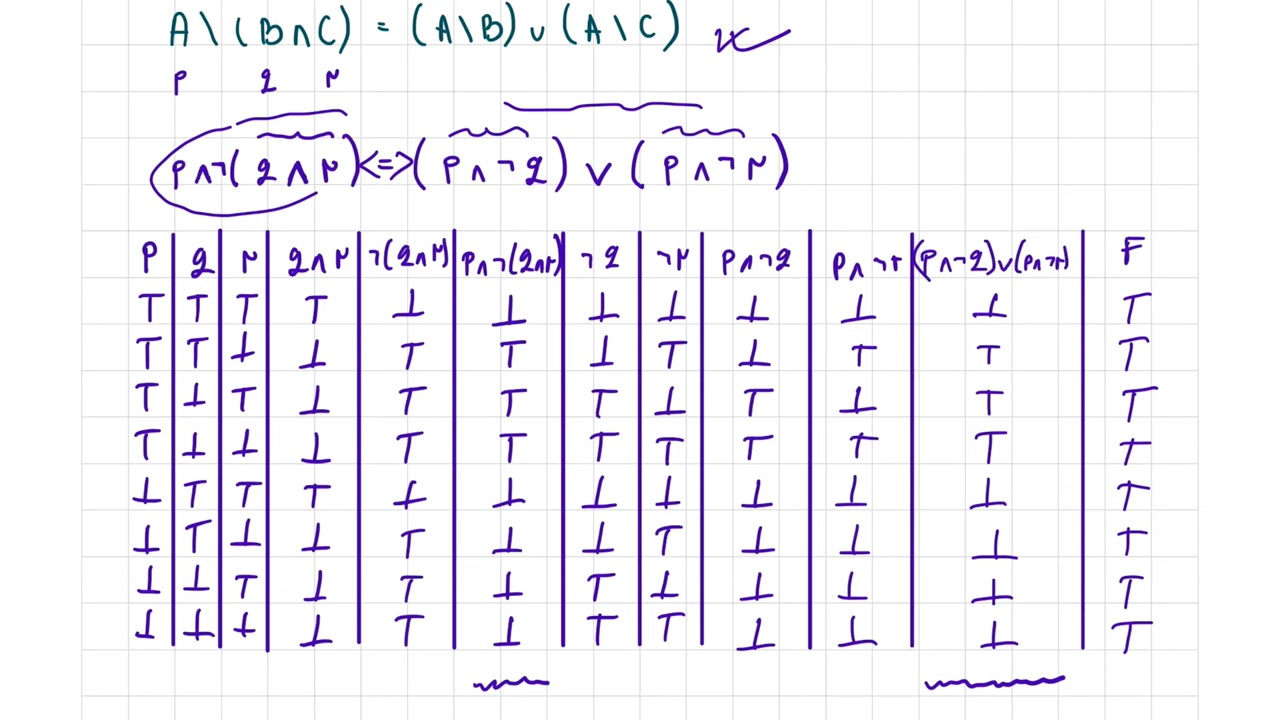 A \ (B ∩ C) = (A \ B) ∪ (A \ C)
p q r
p ∧ ¬(q ∧ r) <=> (p ∧ ¬q) ∨ (p ∧ ¬r)
p q r q∧r ¬(q∧r) p∧¬(q∧r) ¬q ¬r p∧¬q p∧¬r (p∧¬q)∨(p∧¬r) F
T T T T ⊥ ⊥ ⊥ ⊥ ⊥ ⊥ ⊥ T
T T ⊥ ⊥ T T ⊥ T ⊥ T T T
T ⊥ T ⊥ T T T ⊥ T ⊥ T T
T ⊥ ⊥ ⊥ T T T T T T T T
⊥ T T T ⊥ ⊥ ⊥ ⊥ ⊥ ⊥ ⊥ T
⊥ T ⊥ ⊥ T ⊥ ⊥ T ⊥ ⊥ ⊥ T
⊥ ⊥ T ⊥ T ⊥ T ⊥ ⊥ ⊥ ⊥ T
⊥ ⊥ ⊥ ⊥ T ⊥ T T ⊥ ⊥ ⊥ T